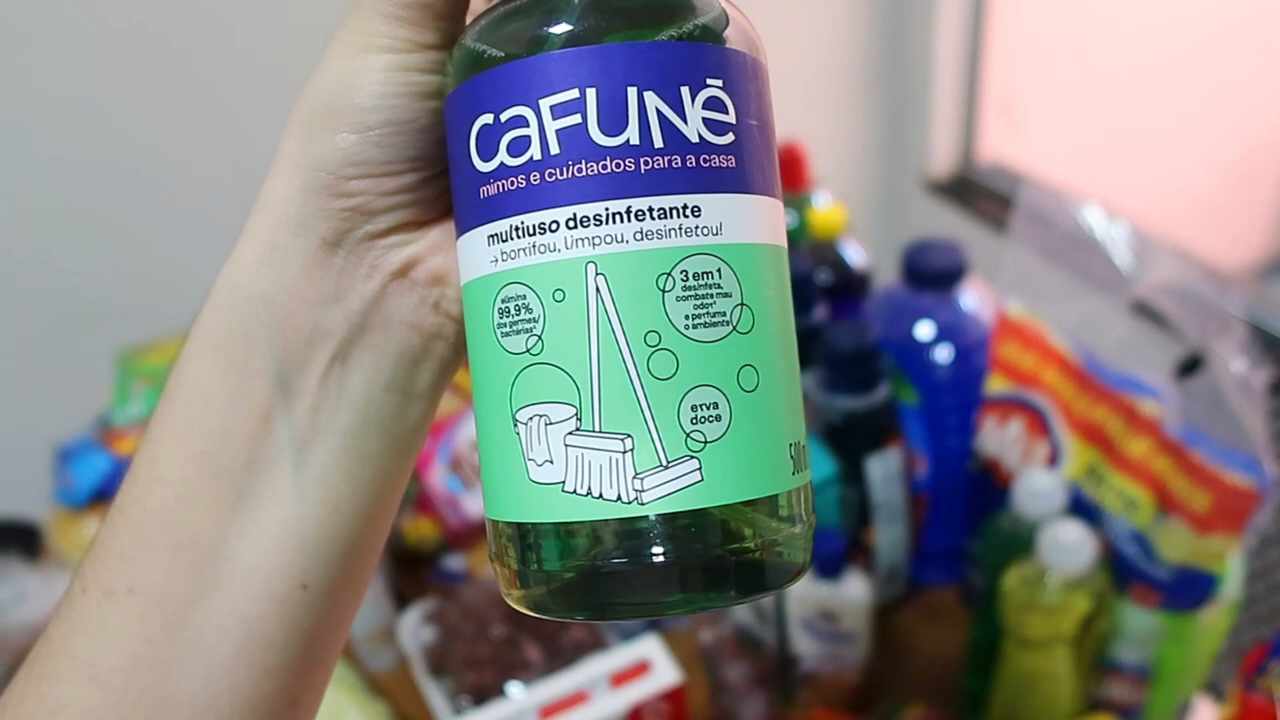 CAFUNÉ
mimos e cuidados para a casa
multiuso desinfetante
→ borrifou, limpou, desinfetou!
elimina
99,9%
dos germes/
bactérias¹
3 em 1
desinfeta,
combate mau
odor²
e perfuma
o ambiente
erva
doce
500 m